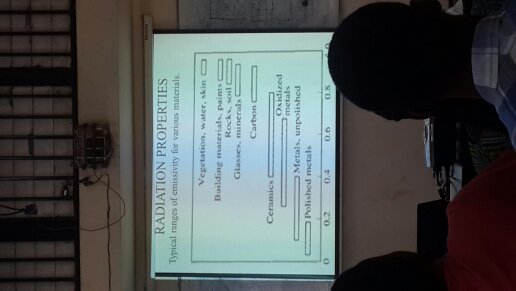 RADIATION PROPERTIES
Typical ranges of emissivity for various materials.
Vegetation, water, skin
Building materials, paints
Rocks, soil
Glasses, minerals
Carbon
Ceramics
Oxidized
metals
Metals, unpolished
Polished metals
0 0.2 0.4 0.6 0.8